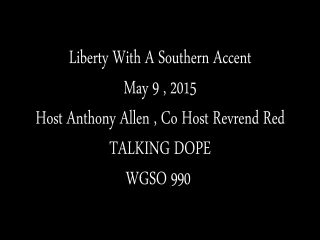 Liberty With A Southern Accent
May 9 , 2015
Host Anthony Allen , Co Host Revrend Red
TALKING DOPE
WGSO 990